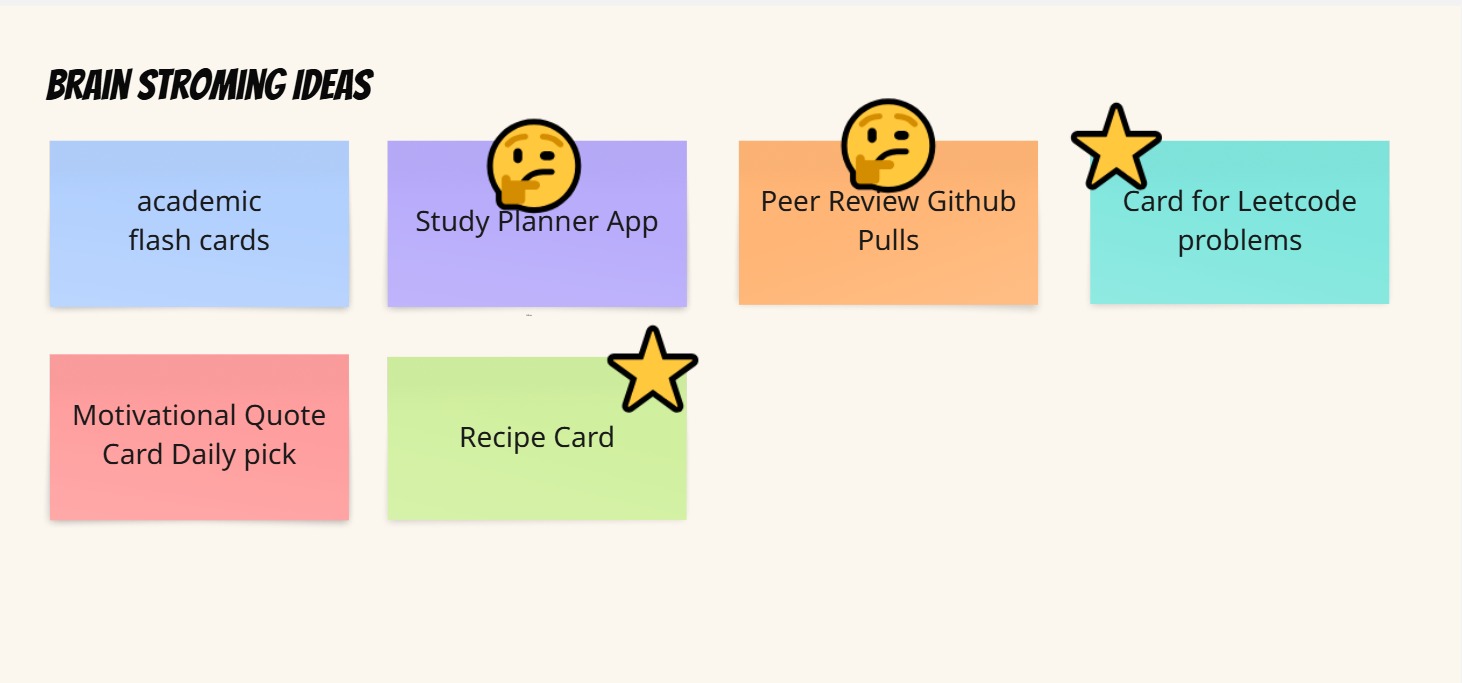 BRAIN STROMING IDEAS
academic
flash cards
Study Planner App
Peer Review Github
Pulls
Card for Leetcode
problems
Motivational Quote
Card Daily pick
Recipe Card